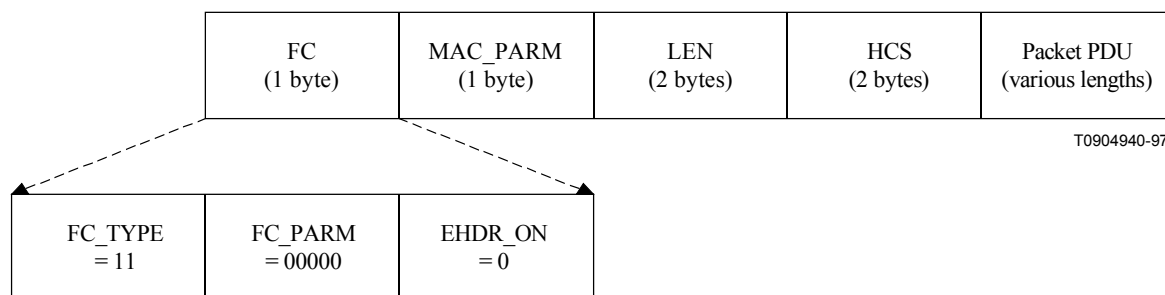 FC
(1 byte)
MAC_PARM
(1 byte)
LEN
(2 bytes)
HCS
(2 bytes)
Packet PDU
(various lengths)
T0904940-97
FC_TYPE
= 11
FC_PARM
= 00000
EHDR_ON
= 0